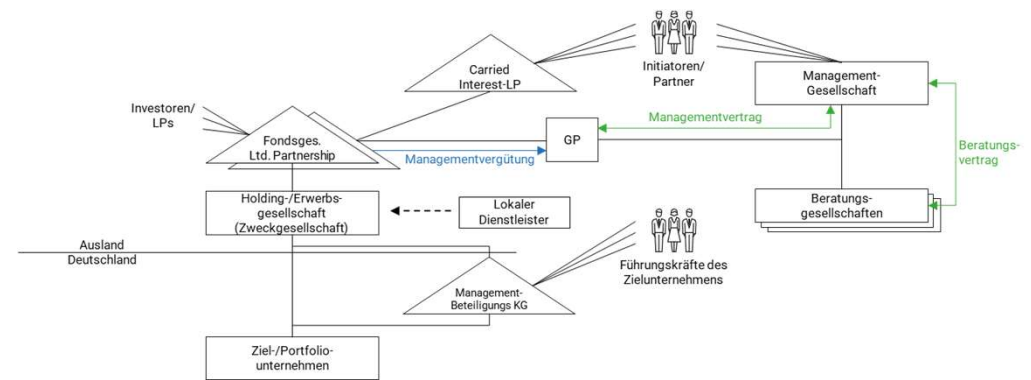 Initiatoren/
Partner
Carried
Interest-LP
Management-
Gesellschaft
Investoren/
LPs
Fondsges.
Ltd. Partnership
GP
Managementvertrag
Managementvergütung
Beratungs-
vertrag
Holding-/Erwerbs-
gesellschaft
(Zweckgesellschaft)
Lokaler
Dienstleister
Beratungs-
gesellschaften
Ausland
Deutschland
Führungskräfte des
Zielunternehmens
Management-
Beteiligungs KG
Ziel-/Portfolio-
unternehmen